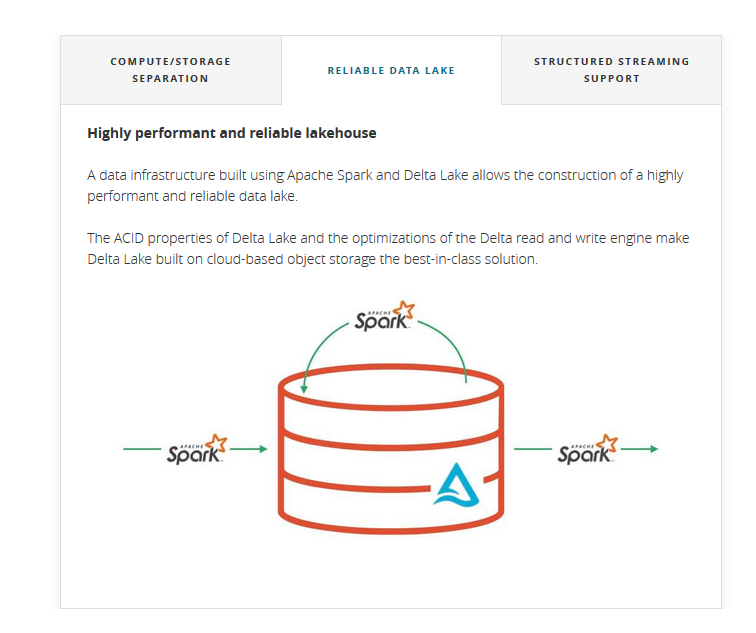 COMPUTE/STORAGE
SEPARATION
RELIABLE DATA LAKE
STRUCTURED STREAMING
SUPPORT
Highly performant and reliable lakehouse
A data infrastructure built using Apache Spark and Delta Lake allows the construction of a highly
performant and reliable data lake.
The ACID properties of Delta Lake and the optimizations of the Delta read and write engine make
Delta Lake built on cloud-based object storage the best-in-class solution.
APACHE
Spark™
APACHE
Spark™
APACHE
Spark™